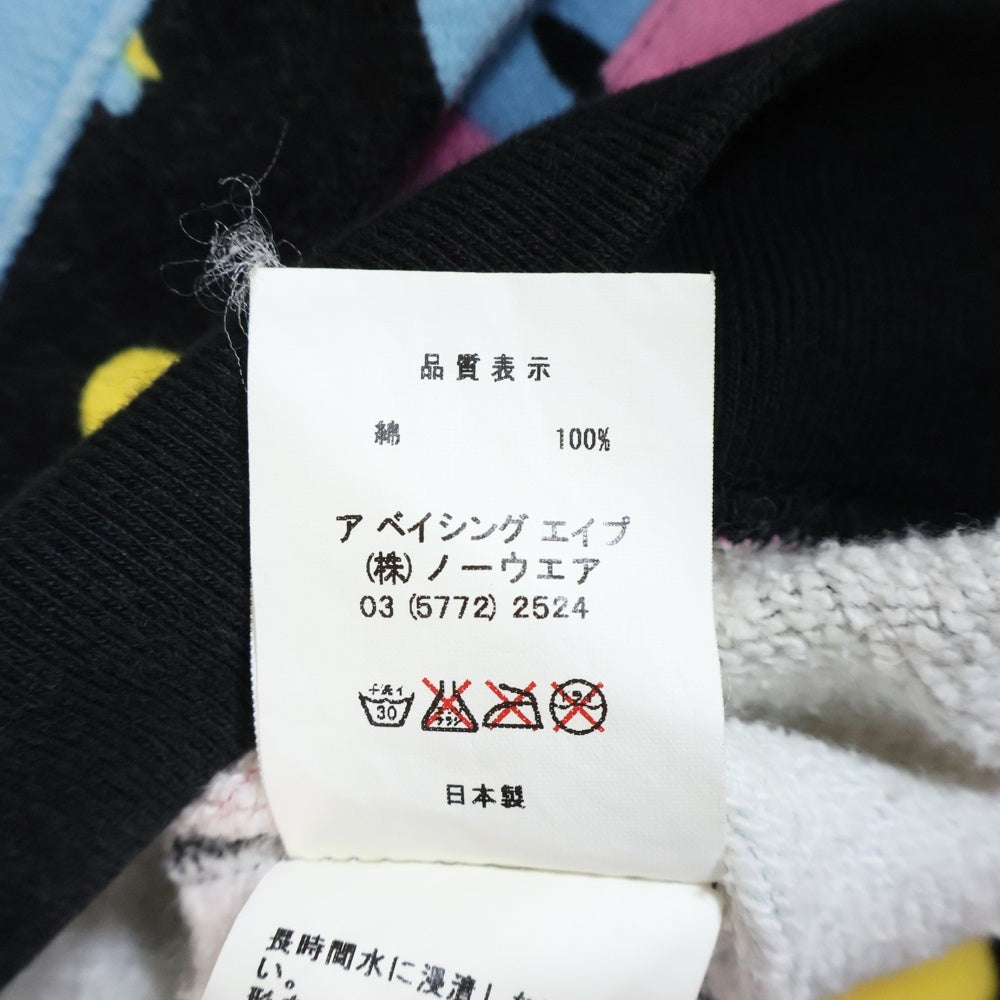 品質表示
綿 100%
ア ベイシング エイプ
(株) ノーウエア
03 (5772) 2524
手洗イ
30
日本製
長時間水に浸漬しな
い。